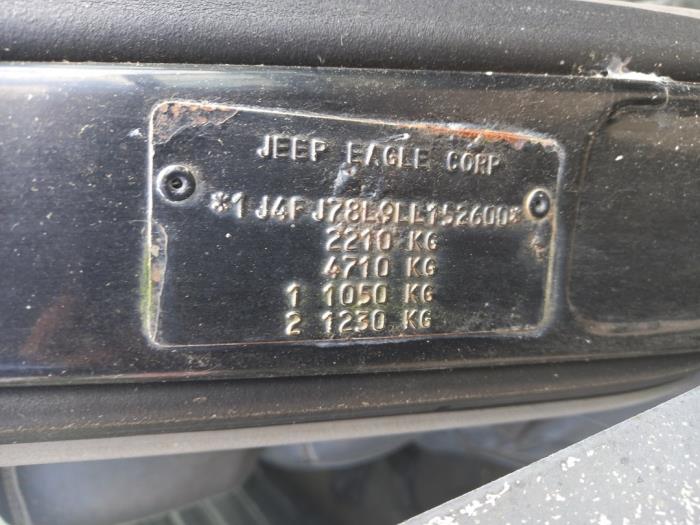 JEEP EAGLE CORP
*1J4FJ78L9LL152600*
2210 KG
4710 KG
1 1050 KG
2 1230 KG